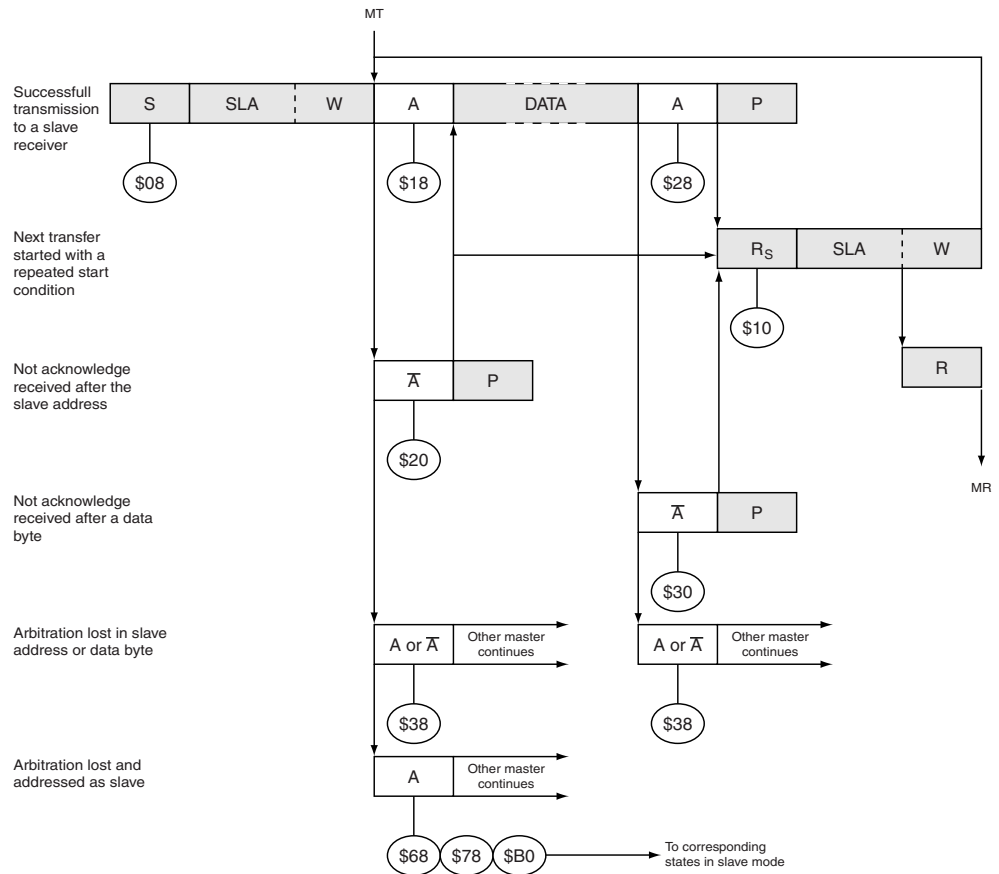 MT
Successfull
transmission
to a slave
receiver
S SLA W A DATA A P
$08 $18 $28
Next transfer
started with a
repeated start
condition
RS SLA W
$10
Not acknowledge
received after the
slave address
A̅ P
R
$20
MR
Not acknowledge
received after a data
byte
A̅ P
$30
Arbitration lost in slave
address or data byte
A or A̅
Other master
continues
A or A̅
Other master
continues
$38 $38
Arbitration lost and
addressed as slave
A
Other master
continues
$68 $78 $B0
To corresponding
states in slave mode